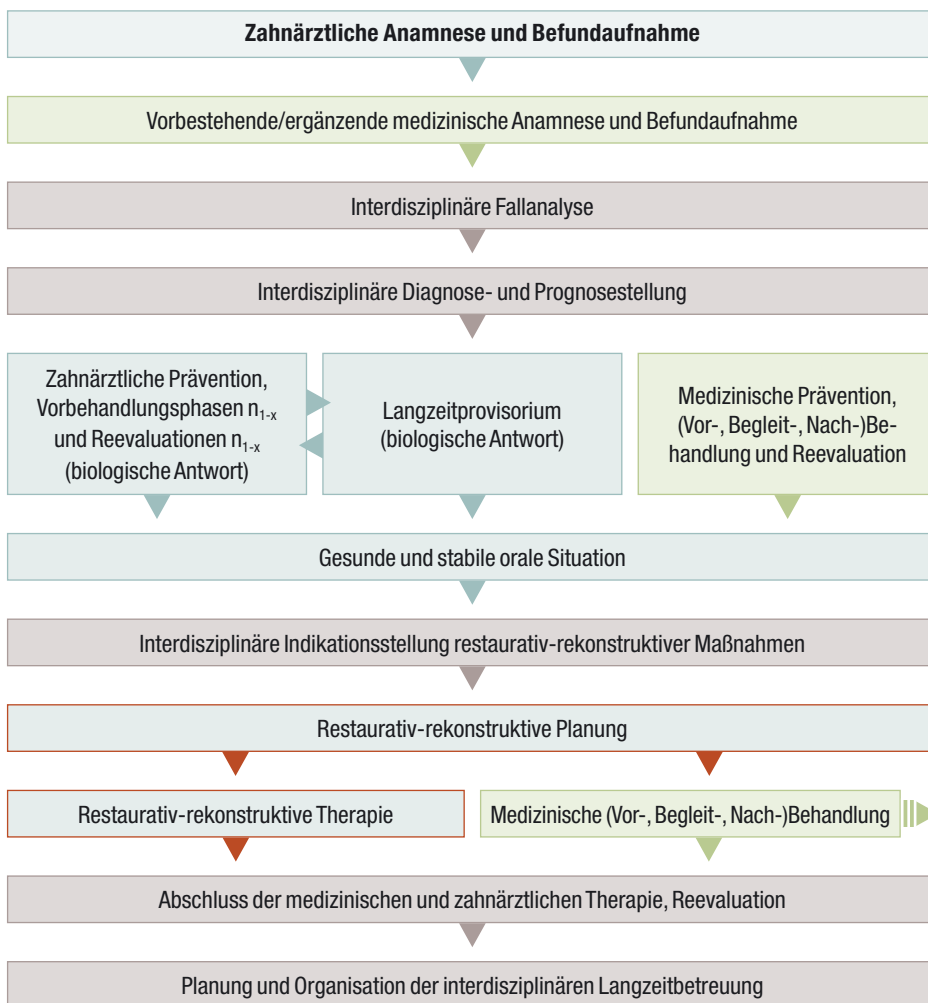 Zahnärztliche Anamnese und Befundaufnahme
Vorbestehende/ergänzende medizinische Anamnese und Befundaufnahme
Interdisziplinäre Fallanalyse
Interdisziplinäre Diagnose- und Prognosestellung
Zahnärztliche Prävention,
Vorbehandlungsphasen n₁₋ₓ
und Reevaluationen n₁₋ₓ
(biologische Antwort)
Langzeitprovisorium
(biologische Antwort)
Medizinische Prävention,
(Vor-, Begleit-, Nach-)Be-
handlung und Reevaluation
Gesunde und stabile orale Situation
Interdisziplinäre Indikationsstellung restaurativ-rekonstruktiver Maßnahmen
Restaurativ-rekonstruktive Planung
Restaurativ-rekonstruktive Therapie
Medizinische (Vor-, Begleit-, Nach-)Behandlung
Abschluss der medizinischen und zahnärztlichen Therapie, Reevaluation
Planung und Organisation der interdisziplinären Langzeitbetreuung